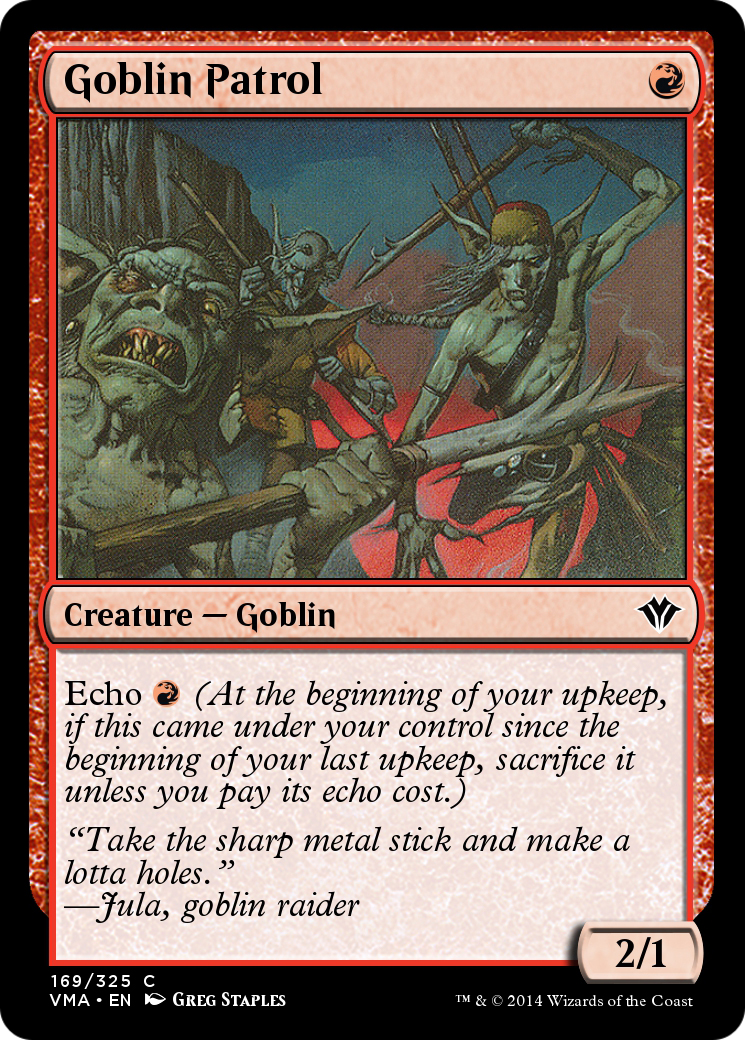 Goblin Patrol
Creature — Goblin
Echo (At the beginning of your upkeep,
if this came under your control since the
beginning of your last upkeep, sacrifice it
unless you pay its echo cost.)
“Take the sharp metal stick and make a
lotta holes.”
—Jula, goblin raider
2/1
169/325 C
VMA • EN Greg Staples
™ & © 2014 Wizards of the Coast